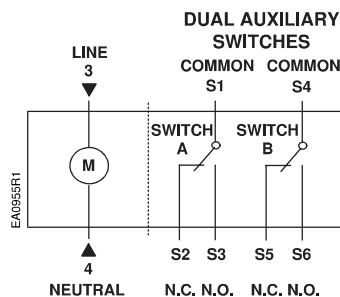 DUAL AUXILIARY
SWITCHES
LINE
3
COMMON COMMON
S1 S4
SWITCH
A
SWITCH
B
M
EA0955R1
4
S2 S3 S5 S6
NEUTRAL N.C. N.O. N.C. N.O.